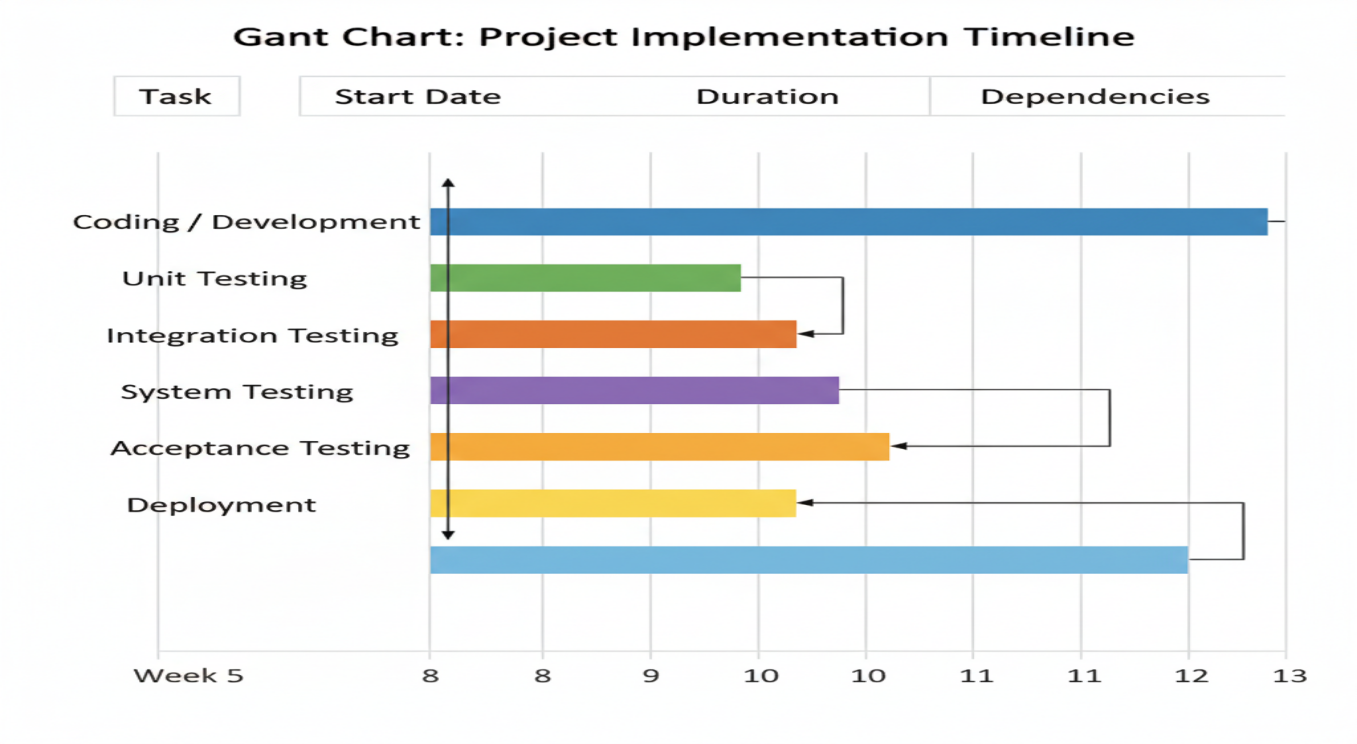 Gant Chart: Project Implementation Timeline
Task Start Date Duration Dependencies
Coding / Development
Unit Testing
Integration Testing
System Testing
Acceptance Testing
Deployment
Week 5 8 8 9 10 10 11 11 12 13